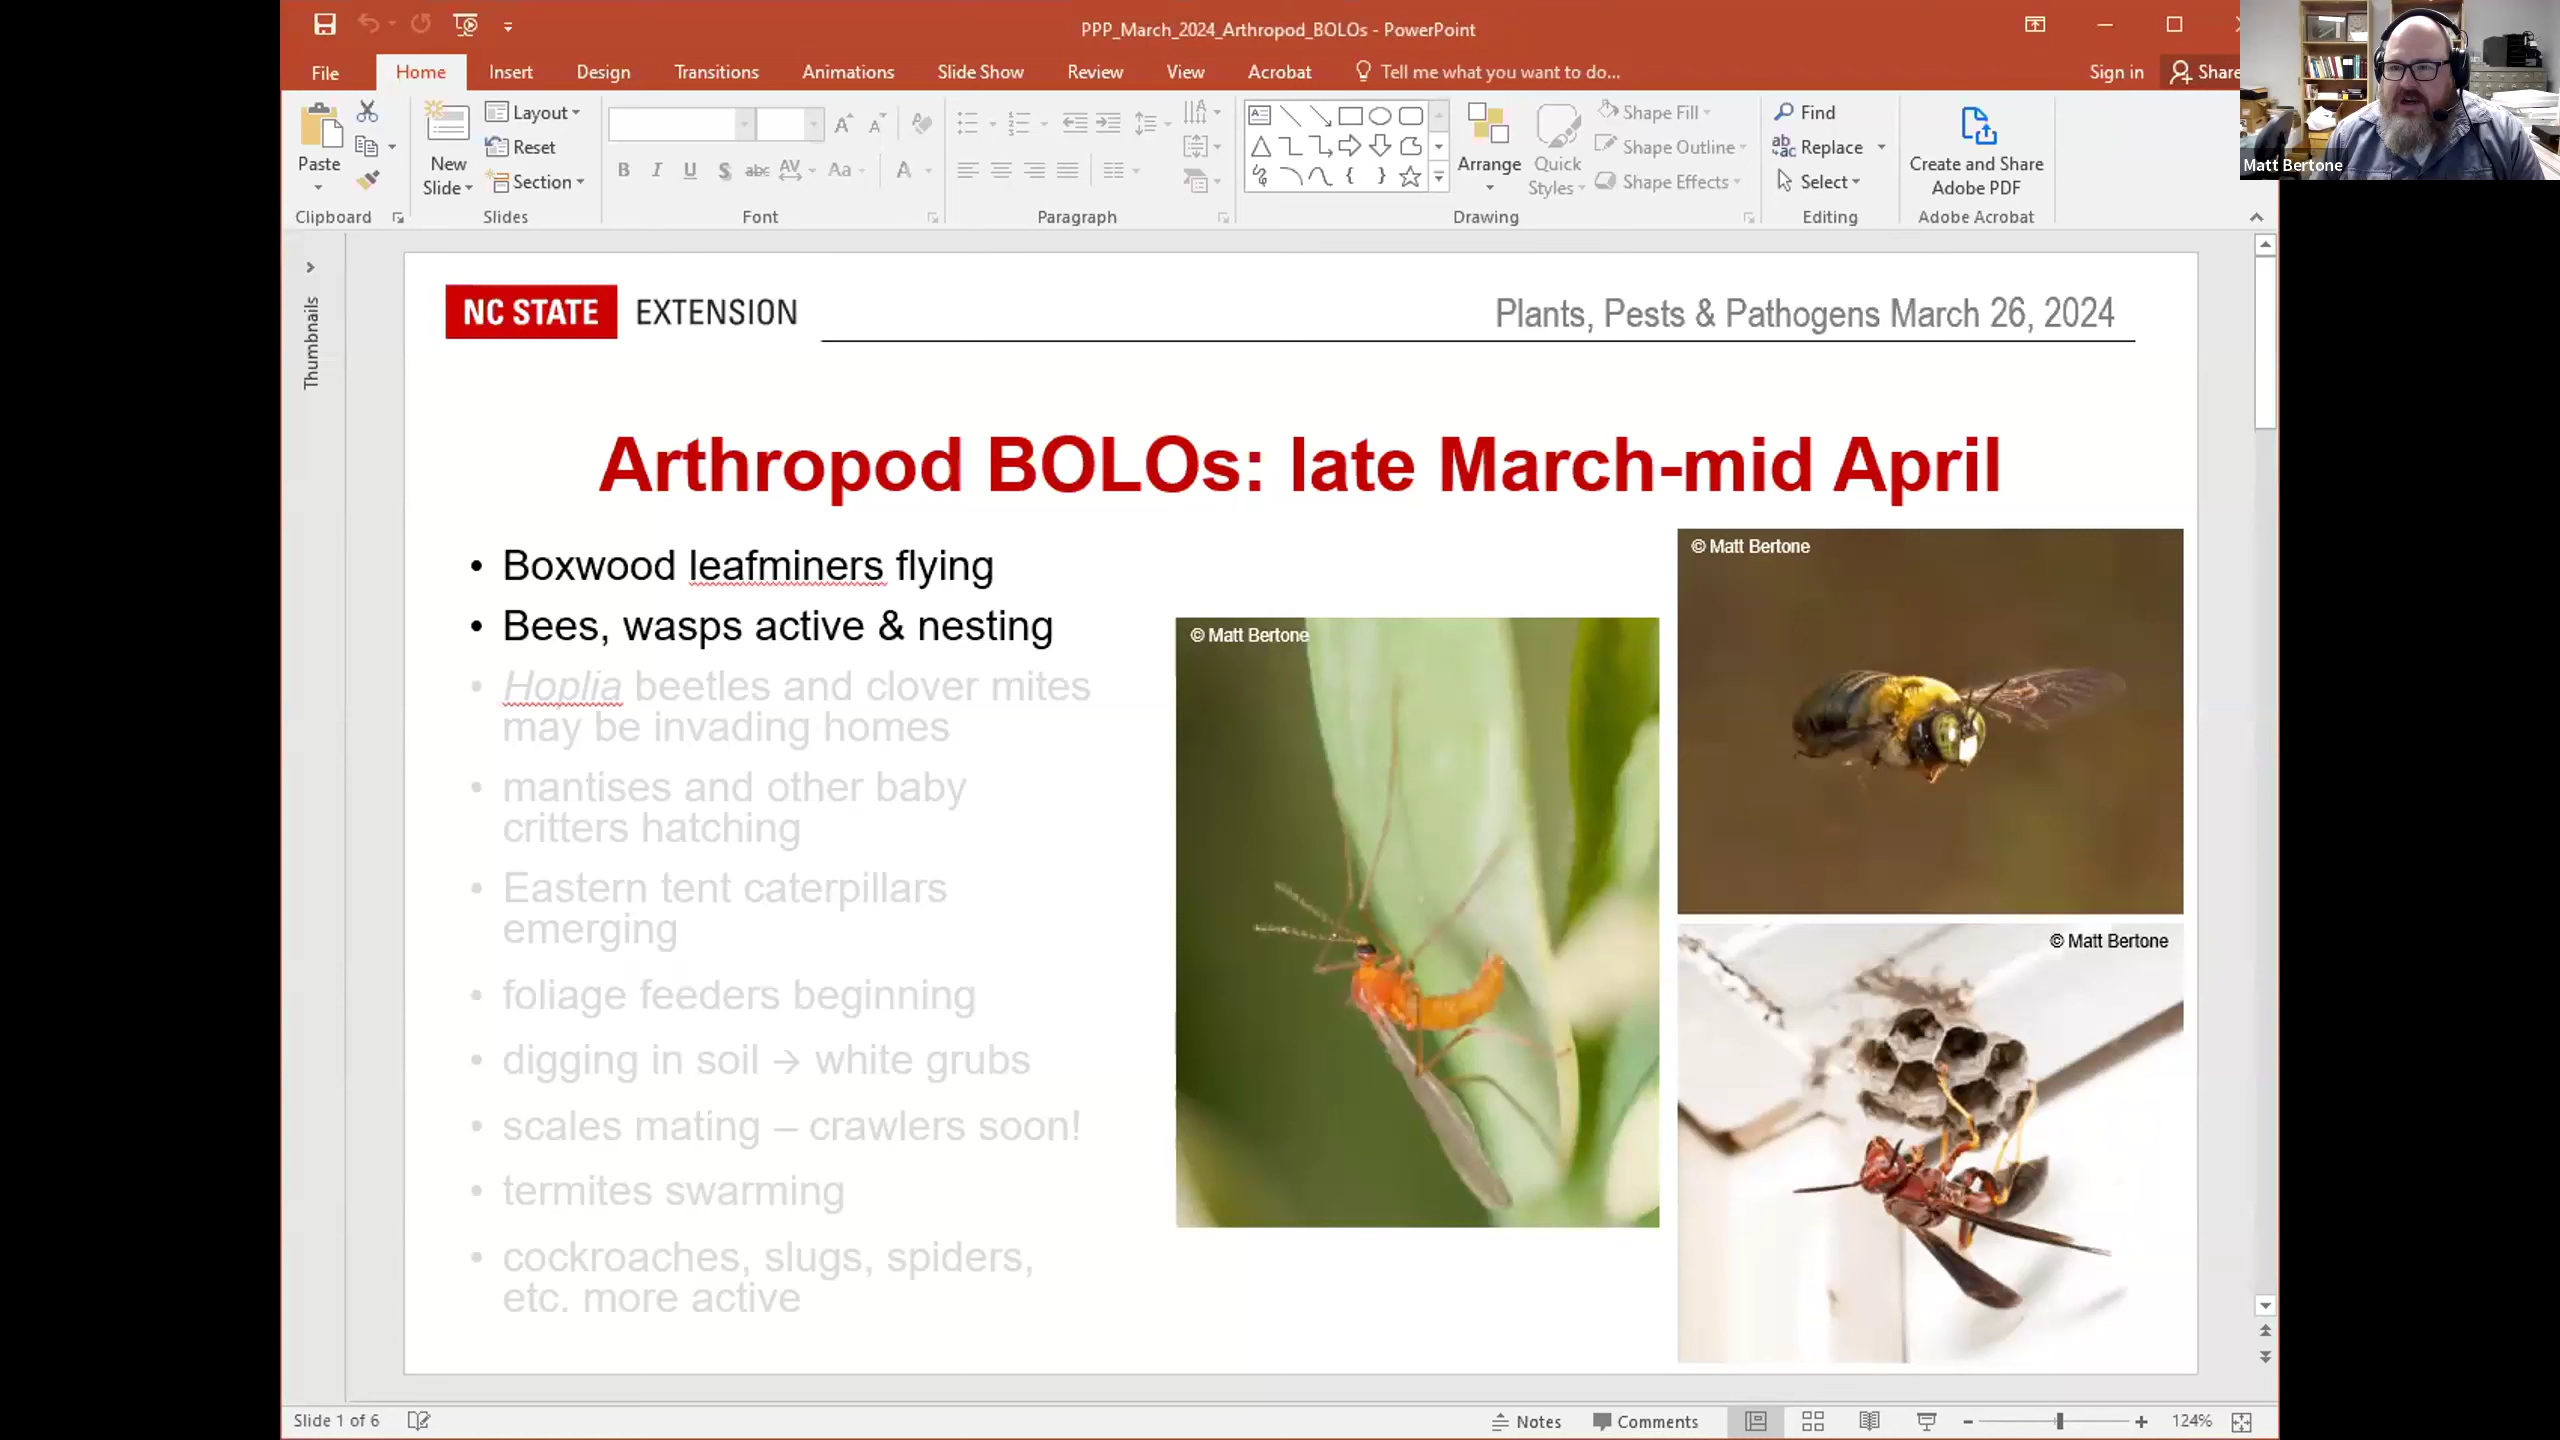 PPP_March_2024_Arthropod_BOLOs - PowerPoint
File
Home
Insert
Design
Transitions
Animations
Slide Show
Review
View
Acrobat
Tell me what you want to do...
Sign in
Share
Paste
Clipboard
New
Slide
Layout
Reset
Section
Slides
B I U S abc AV Aa A
Font
Paragraph
Arrange
Quick
Styles
Shape Fill
Shape Outline
Shape Effects
Drawing
Find
Replace
Select
Editing
Create and Share
Adobe PDF
Adobe Acrobat
Matt Bertone
Thumbnails
NC STATE EXTENSION
Plants, Pests & Pathogens March 26, 2024
Arthropod BOLOs: late March-mid April
• Boxwood leafminers flying
• Bees, wasps active & nesting
• Hoplia beetles and clover mites
may be invading homes
• mantises and other baby
critters hatching
• Eastern tent caterpillars
emerging
• foliage feeders beginning
• digging in soil → white grubs
• scales mating – crawlers soon!
• termites swarming
• cockroaches, slugs, spiders,
etc. more active
© Matt Bertone
© Matt Bertone
© Matt Bertone
Slide 1 of 6
Notes
Comments
124%